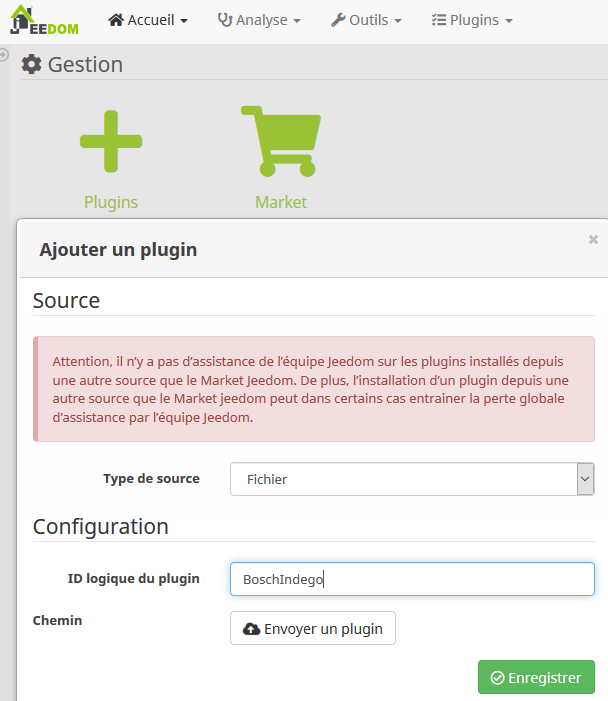 JEEDOM Accueil Analyse Outils Plugins
Gestion
Plugins Market
Ajouter un plugin ×
Source
Attention, il n'y a pas d'assistance de l'équipe Jeedom sur les plugins installés depuis
une autre source que le Market Jeedom. De plus, l'installation d'un plugin depuis une
autre source que le Market jeedom peut dans certains cas entrainer la perte globale
d'assistance par l'équipe Jeedom.
Type de source Fichier
Configuration
ID logique du plugin BoschIndego
Chemin Envoyer un plugin
Enregistrer